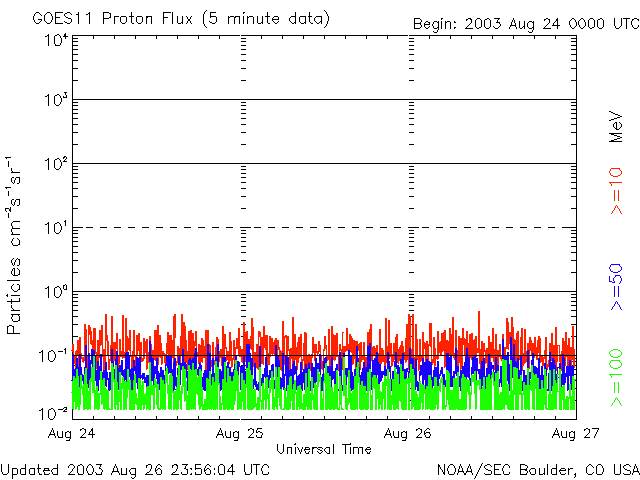 GOES11 Proton Flux (5 minute data)
Begin: 2003 Aug 24 0000 UTC
10⁴
10³
10²
10¹
10⁰
10⁻¹
10⁻²
Particles cm⁻²s⁻¹sr⁻¹
MeV
>=10
>=50
>=100
Aug 24 Aug 25 Aug 26 Aug 27
Universal Time
Updated 2003 Aug 26 23:56:04 UTC
NOAA/SEC Boulder, CO USA